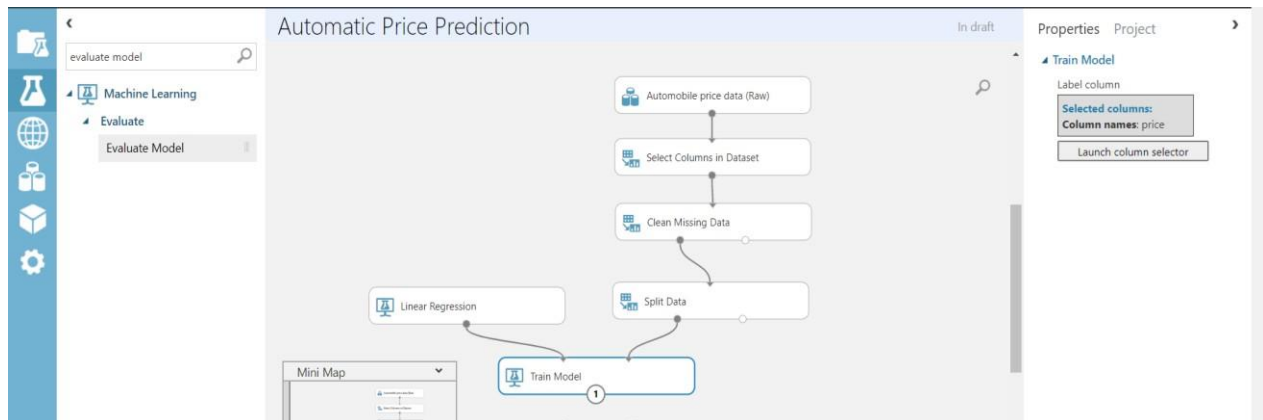 evaluate model
Machine Learning
Evaluate
Evaluate Model
Automatic Price Prediction
In draft
Automobile price data (Raw)
Select Columns in Dataset
Clean Missing Data
Split Data
Linear Regression
Train Model
1
Mini Map
Properties Project
Train Model
Label column
Selected columns:
Column names: price
Launch column selector